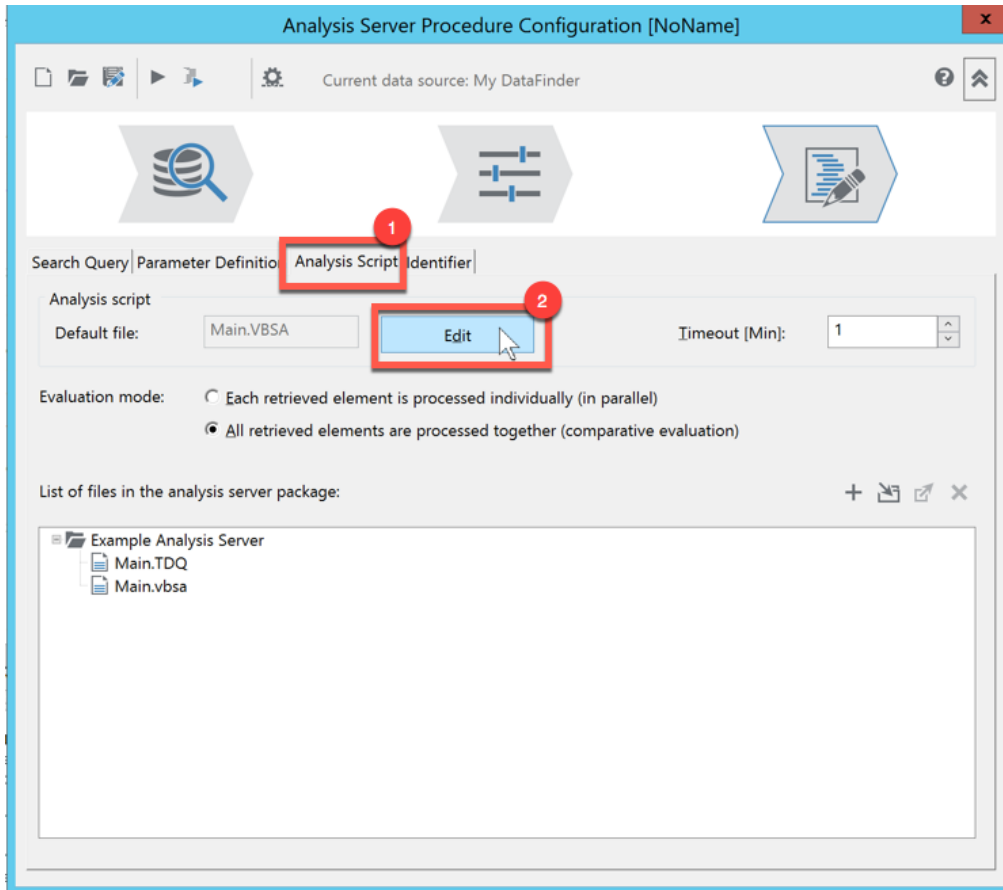 Analysis Server Procedure Configuration [NoName]
x
Current data source: My DataFinder
1
Search Query Parameter Definitio Analysis Script Identifier
Analysis script
2
Default file: Main.VBSA Edit Timeout [Min]: 1
Evaluation mode: Each retrieved element is processed individually (in parallel)
All retrieved elements are processed together (comparative evaluation)
List of files in the analysis server package:
Example Analysis Server
Main.TDQ
Main.vbsa